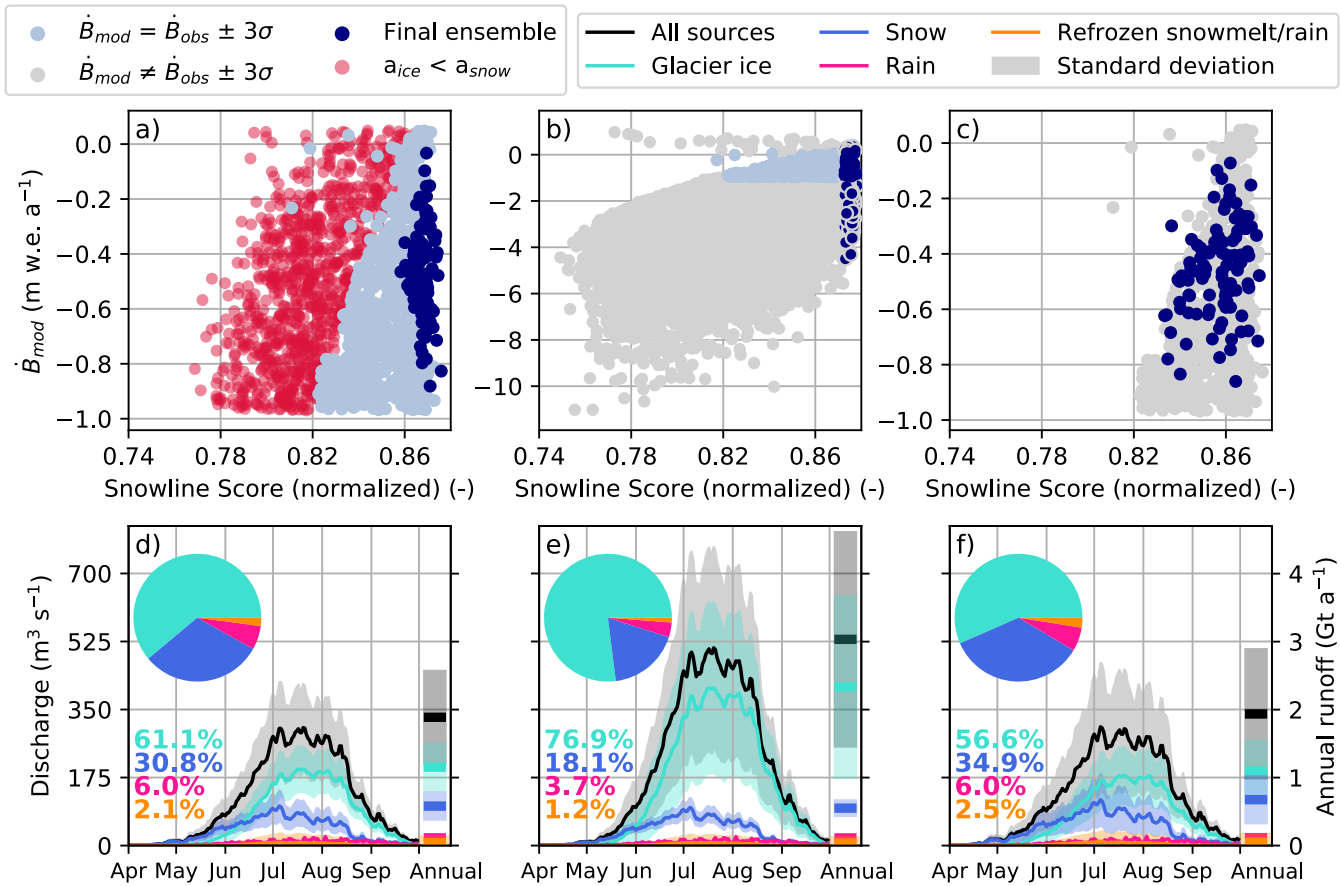 Ḃmod = Ḃobs ± 3σ
Final ensemble
Ḃmod ≠ Ḃobs ± 3σ
aice < asnow
All sources
Snow
Refrozen snowmelt/rain
Glacier ice
Rain
Standard deviation
a)
b)
c)
0.0
−0.2
−0.4
−0.6
−0.8
−1.0
0
−2
−4
−6
−8
−10
0.0
−0.2
−0.4
−0.6
−0.8
−1.0
Ḃmod (m w.e. a⁻¹)
0.74 0.78 0.82 0.86
0.74 0.78 0.82 0.86
0.74 0.78 0.82 0.86
Snowline Score (normalized) (-)
Snowline Score (normalized) (-)
Snowline Score (normalized) (-)
d)
e)
f)
700
525
350
175
0
Discharge (m³ s⁻¹)
61.1%
30.8%
6.0%
2.1%
76.9%
18.1%
3.7%
1.2%
56.6%
34.9%
6.0%
2.5%
4
3
2
1
0
Annual runoff (Gt a⁻¹)
Apr May Jun Jul Aug Sep Annual
Apr May Jun Jul Aug Sep Annual
Apr May Jun Jul Aug Sep Annual